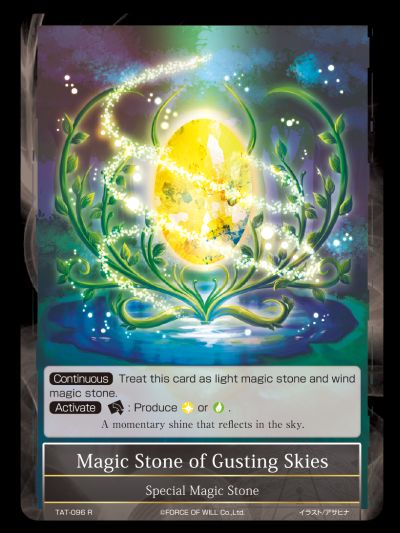 Continuous Treat this card as light magic stone and wind
magic stone.
Activate : Produce or .
A momentary shine that reflects in the sky.
Magic Stone of Gusting Skies
Special Magic Stone
TAT-096 R ©FORCE OF WILL Co.,Ltd. イラスト/アサヒナ